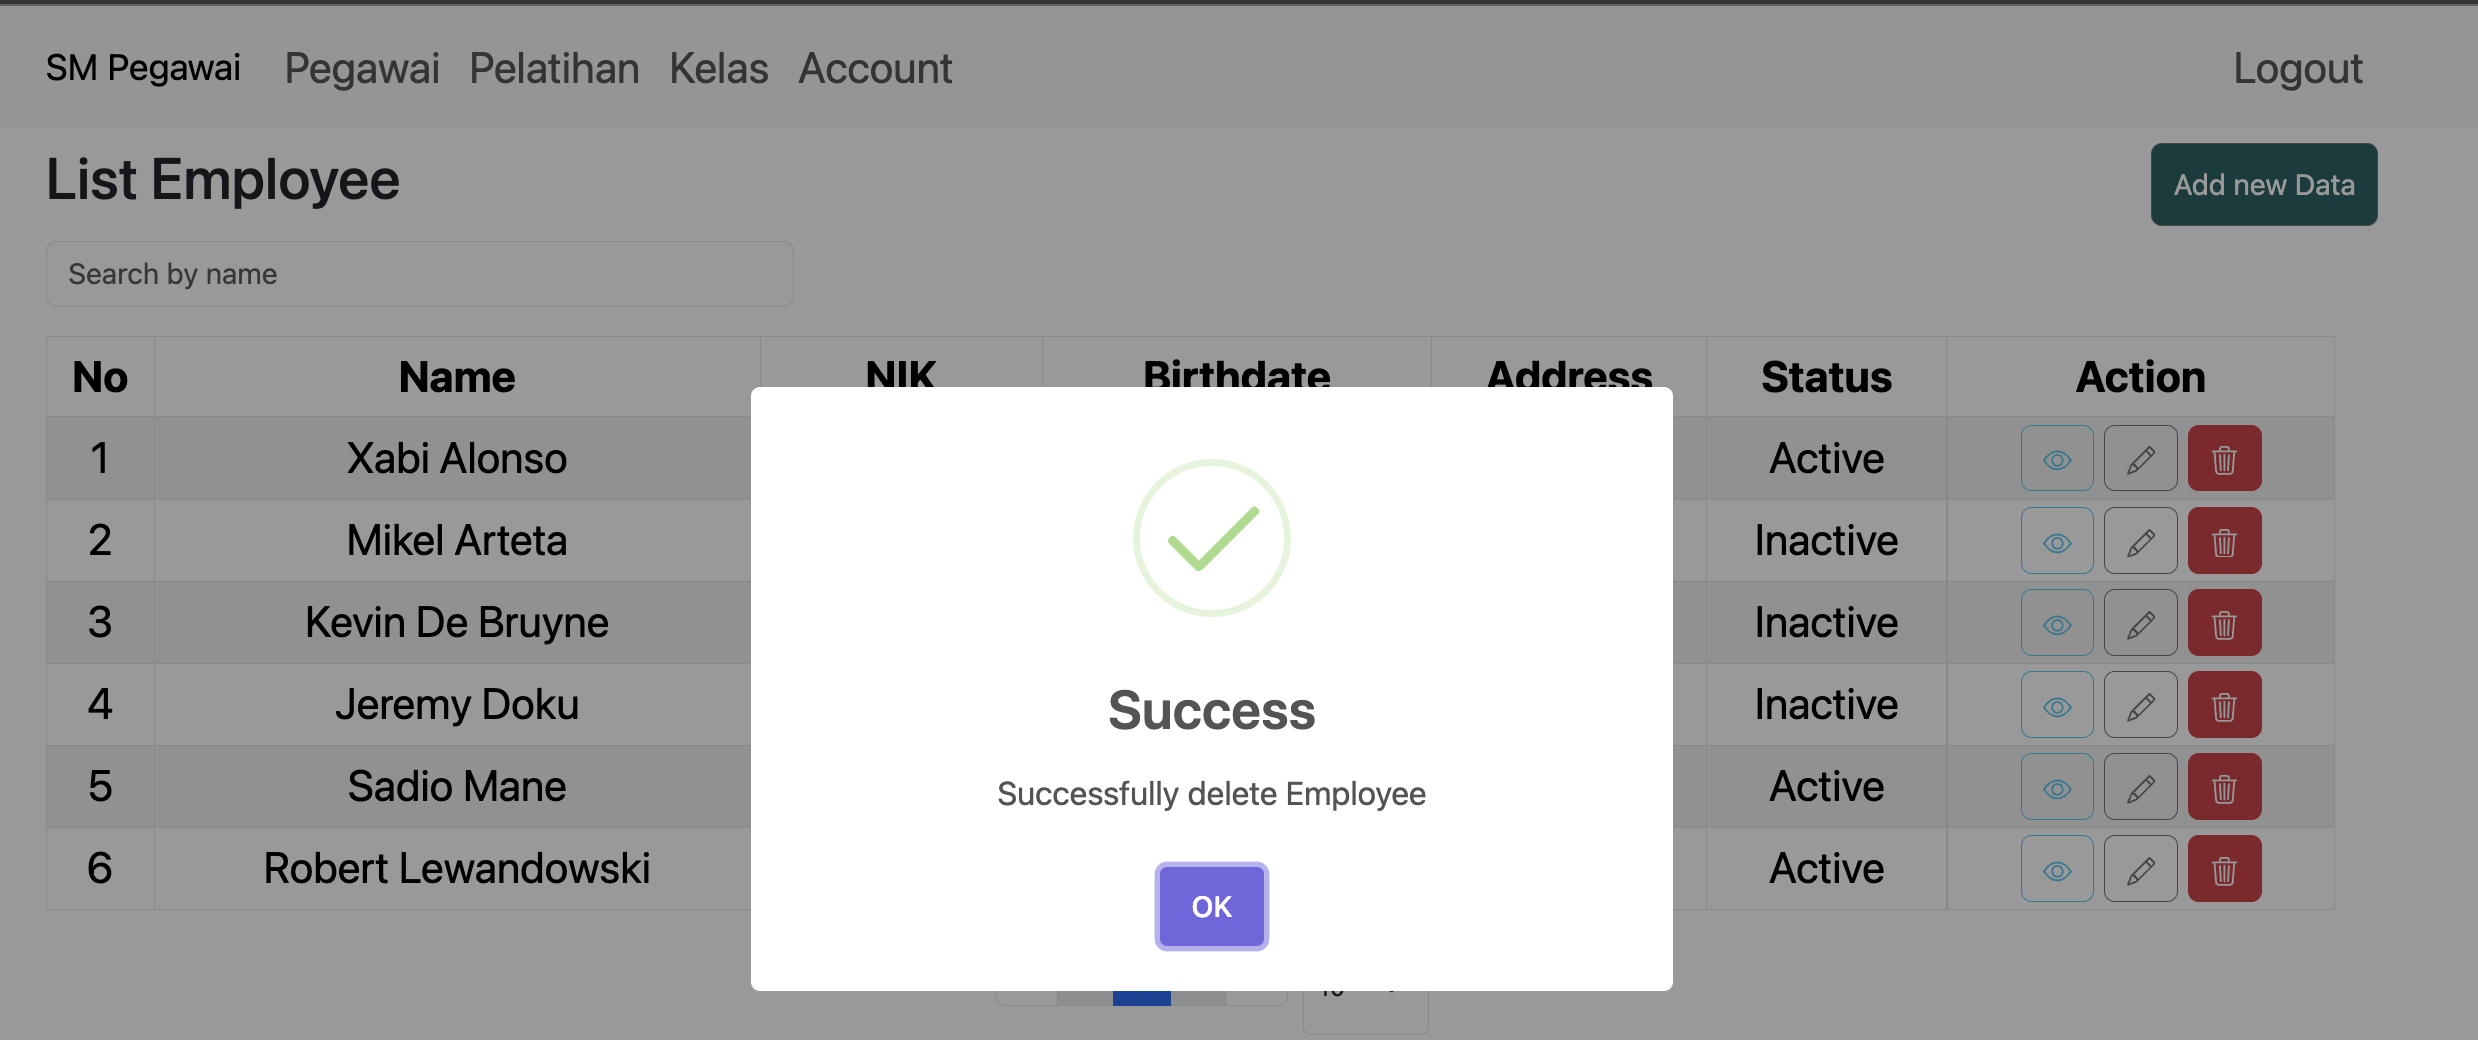 SM Pegawai Pegawai Pelatihan Kelas Account Logout
List Employee
Add new Data
Search by name
No Name NIK Birthdate Address Status Action
1 Xabi Alonso Active
2 Mikel Arteta Inactive
3 Kevin De Bruyne Inactive
4 Jeremy Doku Inactive
5 Sadio Mane Active
6 Robert Lewandowski Active
Success
Successfully delete Employee
OK